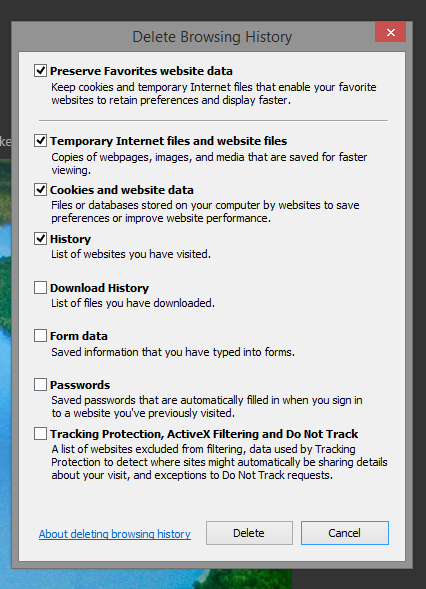 Delete Browsing History
Preserve Favorites website data
Keep cookies and temporary Internet files that enable your favorite
websites to retain preferences and display faster.
ke
Temporary Internet files and website files
Copies of webpages, images, and media that are saved for faster
viewing.
Cookies and website data
Files or databases stored on your computer by websites to save
preferences or improve website performance.
History
List of websites you have visited.
Download History
List of files you have downloaded.
Form data
Saved information that you have typed into forms.
Passwords
Saved passwords that are automatically filled in when you sign in
to a website you've previously visited.
Tracking Protection, ActiveX Filtering and Do Not Track
A list of websites excluded from filtering, data used by Tracking
Protection to detect where sites might automatically be sharing details
about your visit, and exceptions to Do Not Track requests.
About deleting browsing history
Delete
Cancel